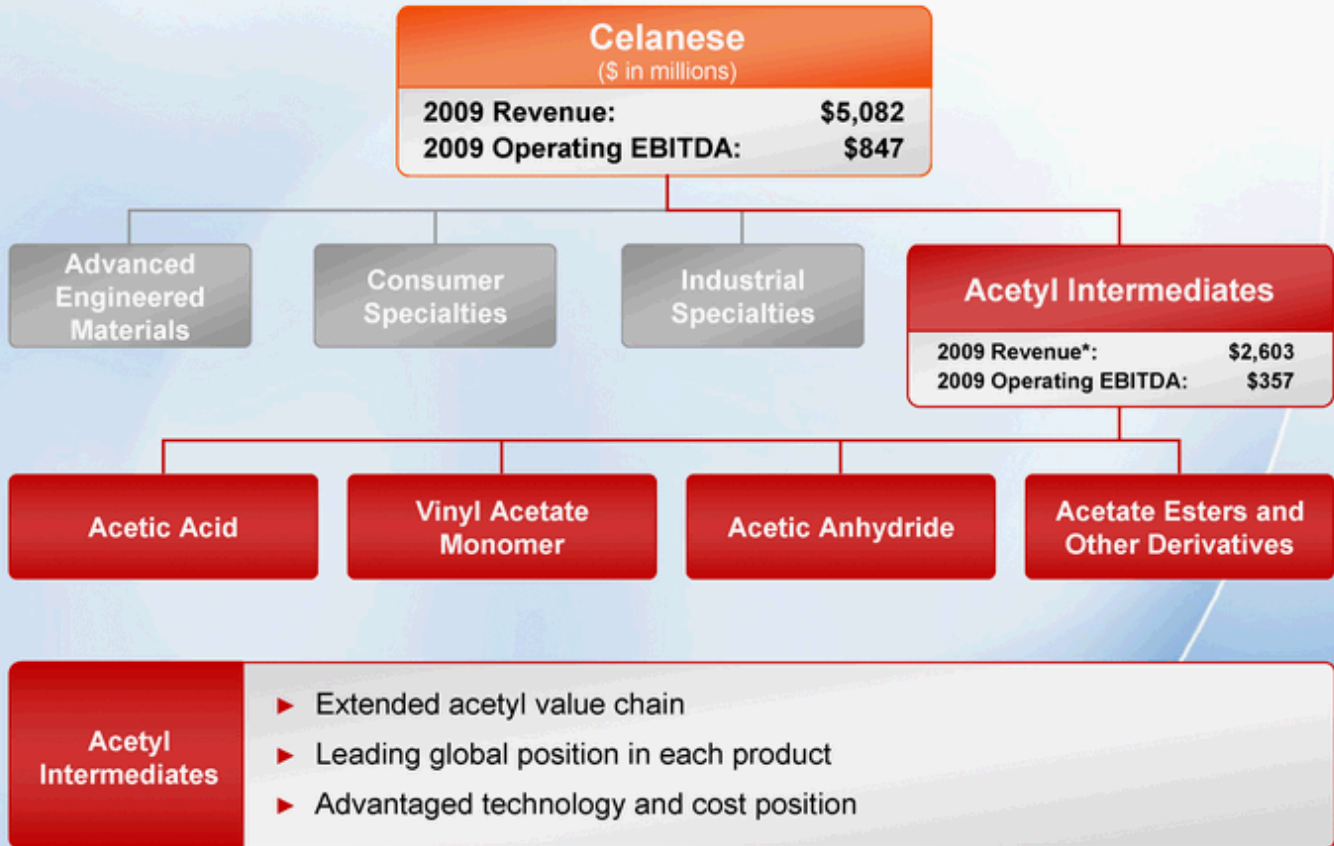 Celanese
($ in millions)
2009 Revenue: $5,082
2009 Operating EBITDA: $847
Advanced
Engineered
Materials
Consumer
Specialties
Industrial
Specialties
Acetyl Intermediates
2009 Revenue*: $2,603
2009 Operating EBITDA: $357
Acetic Acid
Vinyl Acetate
Monomer
Acetic Anhydride
Acetate Esters and
Other Derivatives
Acetyl
Intermediates
► Extended acetyl value chain
► Leading global position in each product
► Advantaged technology and cost position